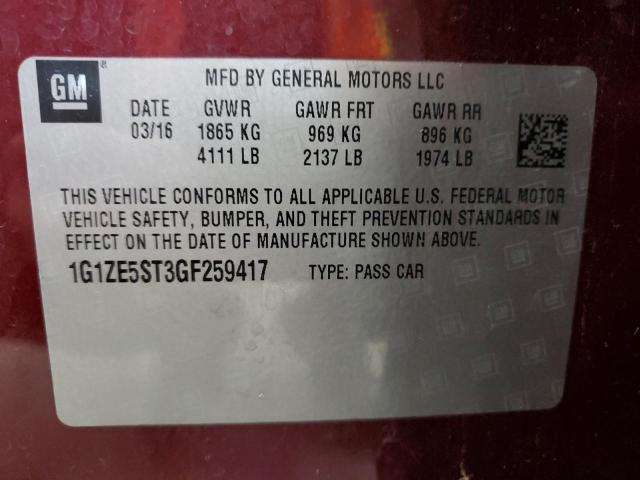 GM ®
MFD BY GENERAL MOTORS LLC
DATE GVWR GAWR FRT GAWR RR
03/16 1865 KG 969 KG 896 KG
4111 LB 2137 LB 1974 LB
THIS VEHICLE CONFORMS TO ALL APPLICABLE U.S. FEDERAL MOTOR
VEHICLE SAFETY, BUMPER, AND THEFT PREVENTION STANDARDS IN
EFFECT ON THE DATE OF MANUFACTURE SHOWN ABOVE.
1G1ZE5ST3GF259417 TYPE: PASS CAR